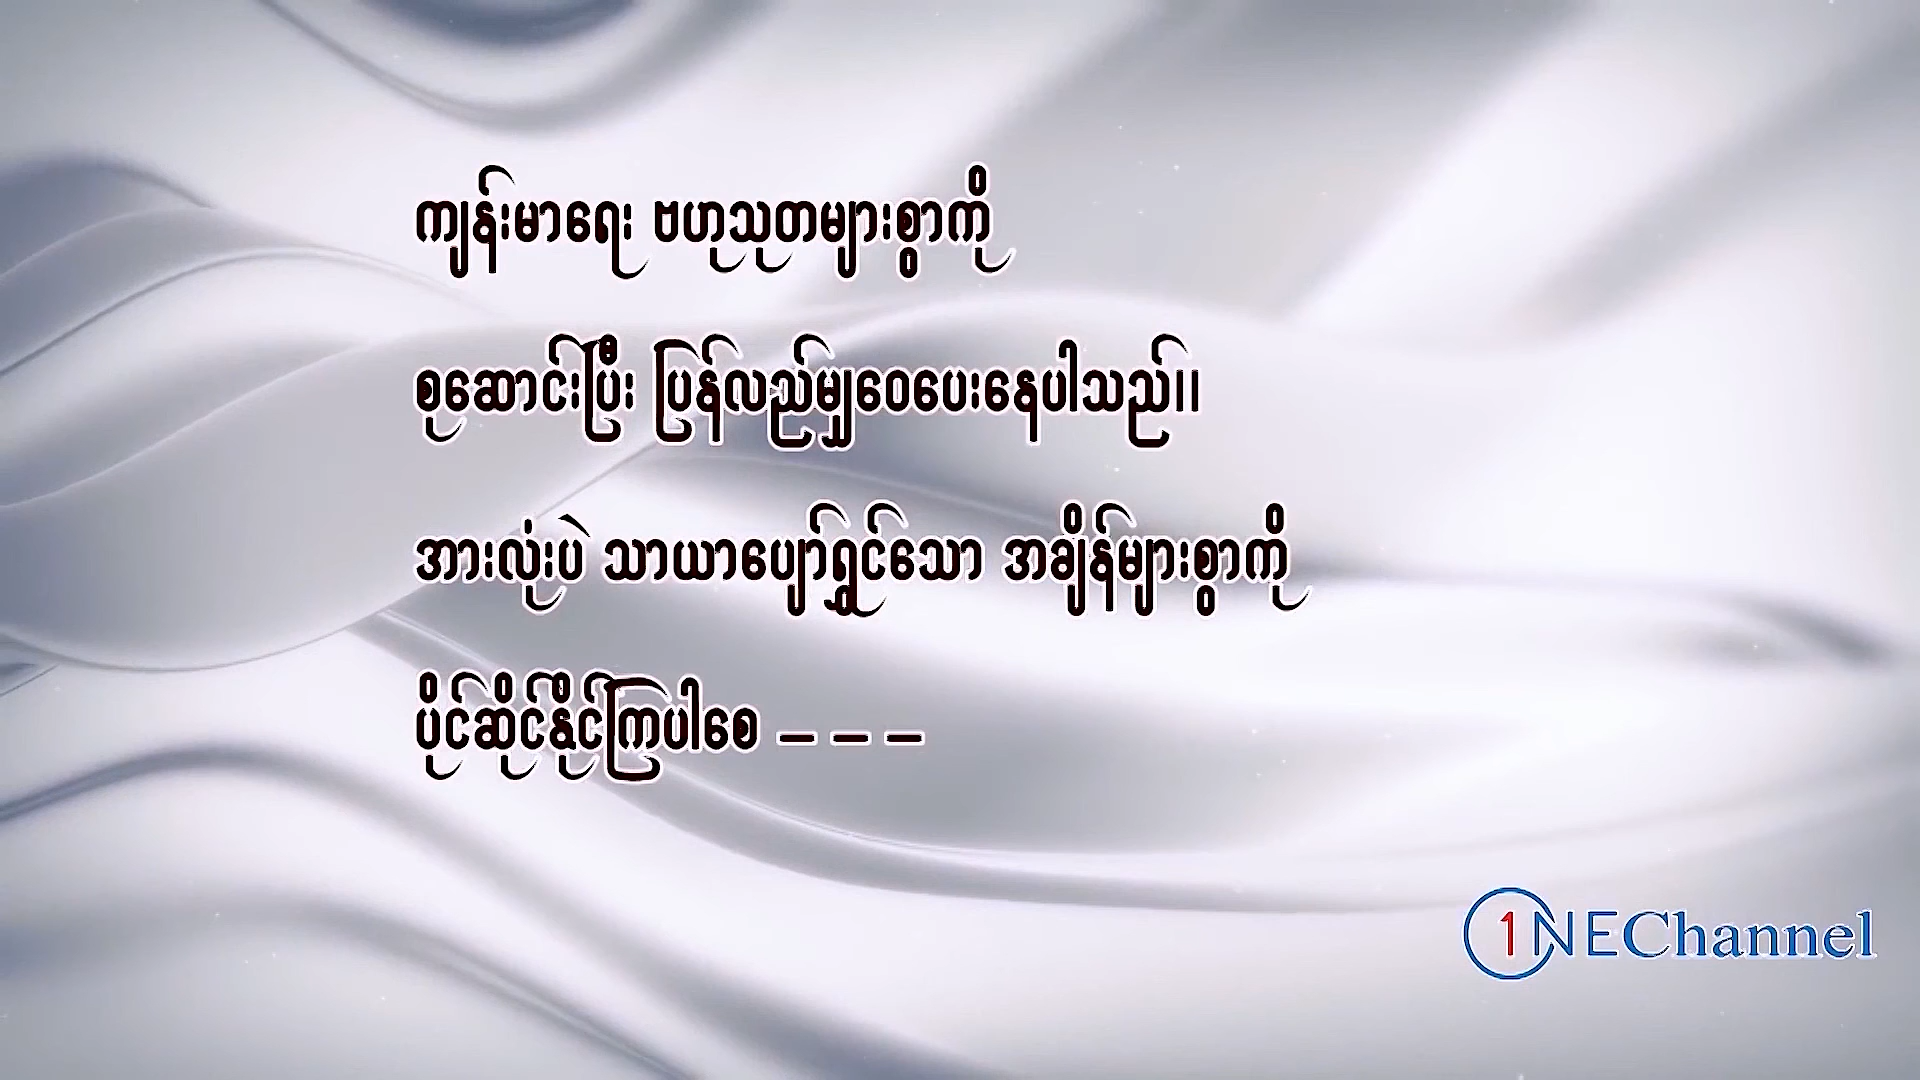 ကျန်းမာရေး ဗဟုသုတများစွာကို
စုဆောင်းပြီး ပြန်လည်မျှဝေပေးနေပါသည်။
အားလုံးပဲ သာယာပျော်ရွှင်သော အချိန်များစွာကို
ပိုင်ဆိုင်နိုင်ကြပါစေ – – –
1NEChannel